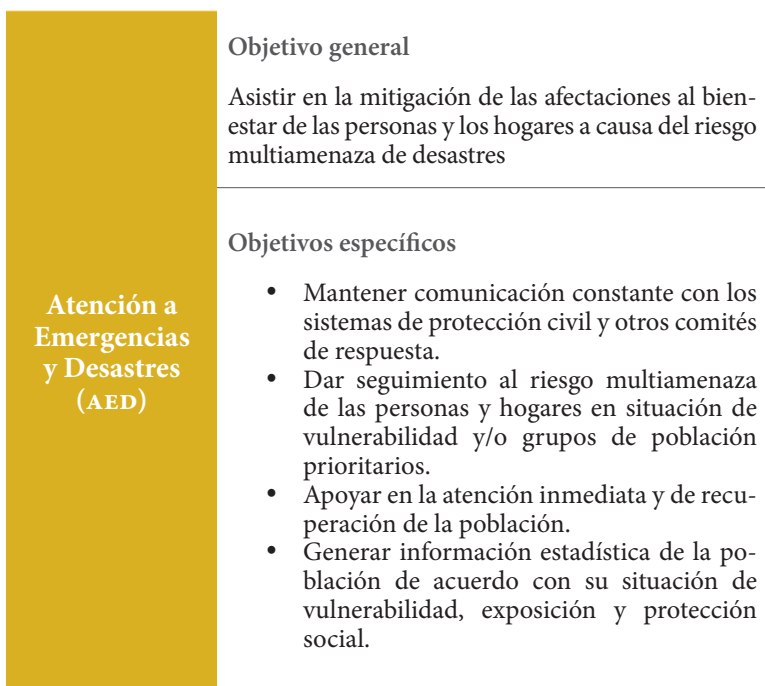 Atención a
Emergencias
y Desastres
(AED)
Objetivo general
Asistir en la mitigación de las afectaciones al bien-
estar de las personas y los hogares a causa del riesgo
multiamenaza de desastres
Objetivos específicos
• Mantener comunicación constante con los
sistemas de protección civil y otros comités
de respuesta.
• Dar seguimiento al riesgo multiamenaza
de las personas y hogares en situación de
vulnerabilidad y/o grupos de población
prioritarios.
• Apoyar en la atención inmediata y de recu-
peración de la población.
• Generar información estadística de la po-
blación de acuerdo con su situación de
vulnerabilidad, exposición y protección
social.